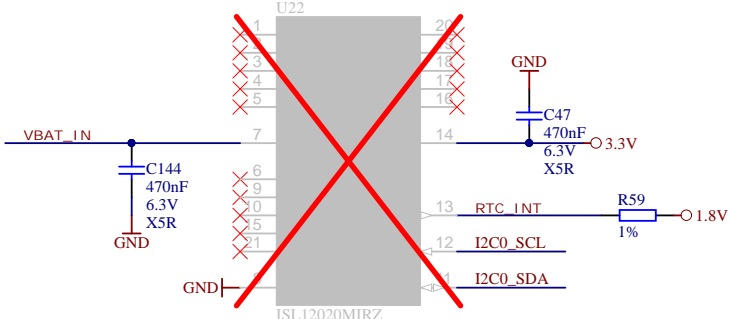 U22
1
20
2
3
18
GND
4
17
5
16
C47
470nF
VBAT_IN
7
14
3.3V
6.3V
C144
X5R
470nF
6
6.3V
9
R59
X5R
10
13
RTC_INT
1.8V
GND
15
1%
21
12
I2C0_SCL
GND
I2C0_SDA
ISL12020MIRZ